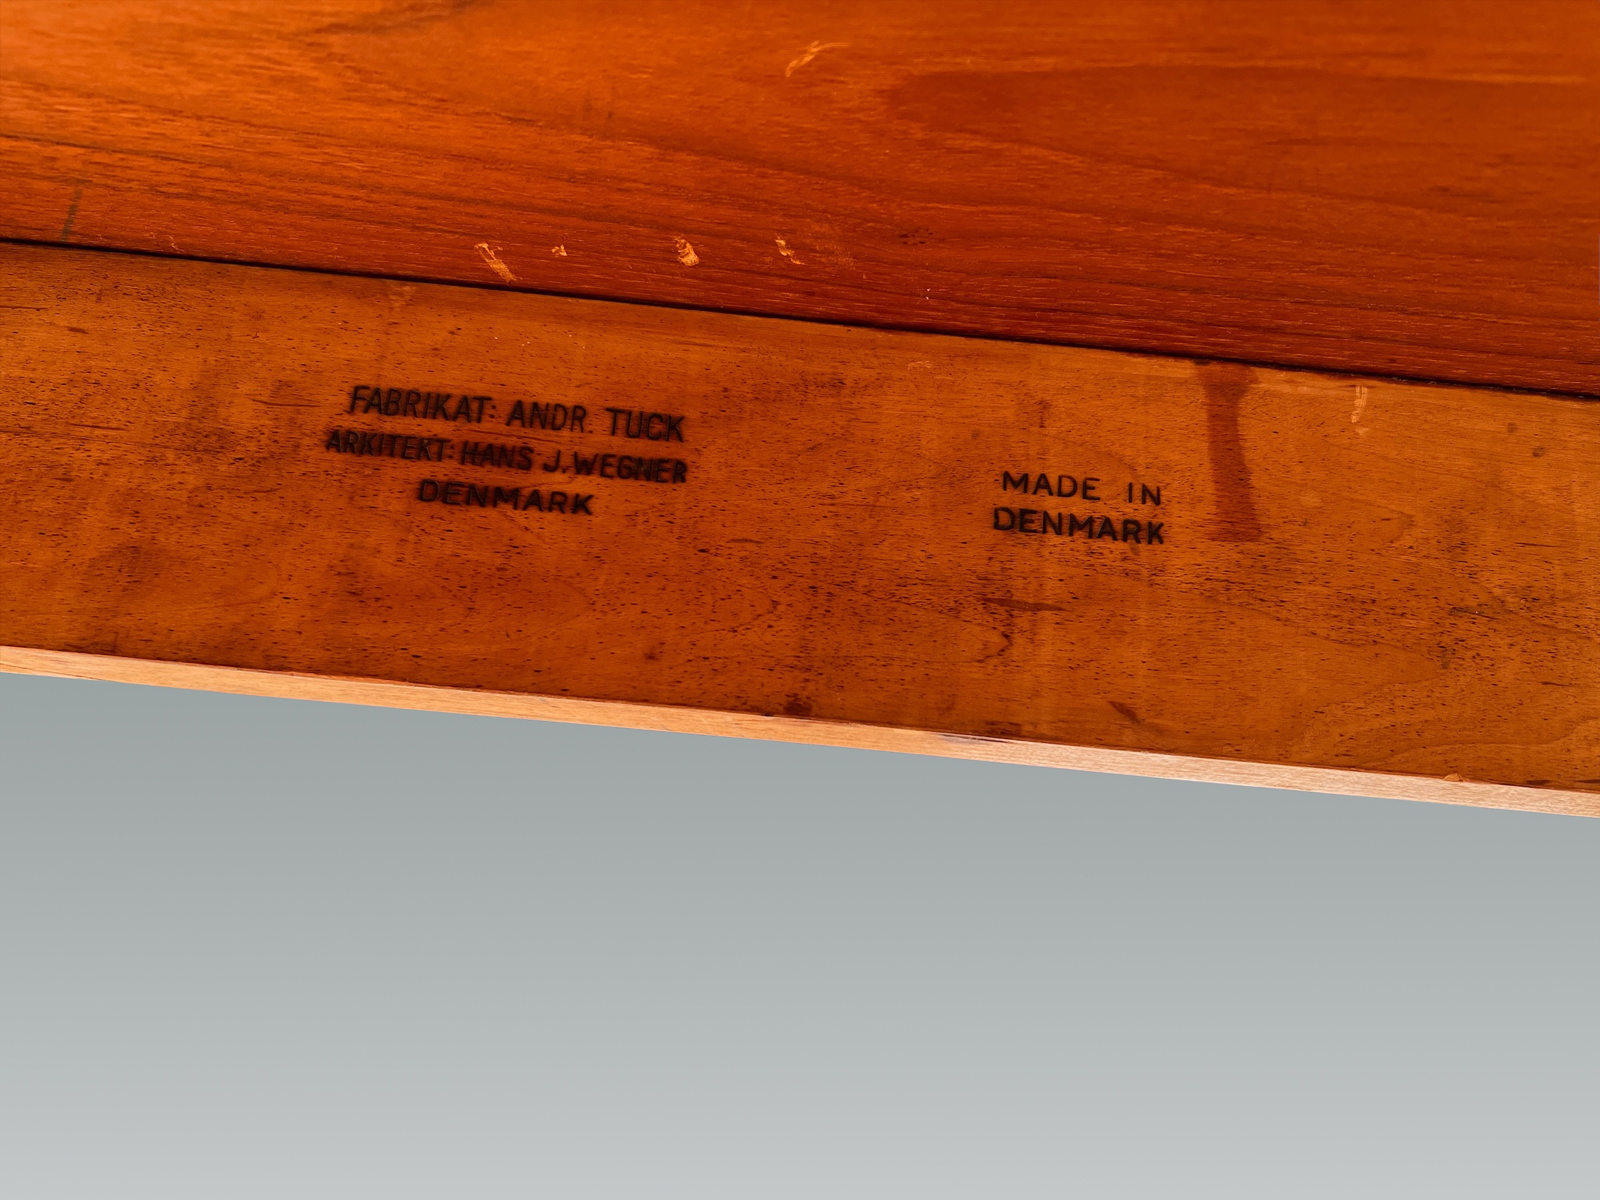 FABRIKAT: ANDR. TUCK
ARKITEKT: HANS J. WEGNER
DENMARK
MADE IN
DENMARK